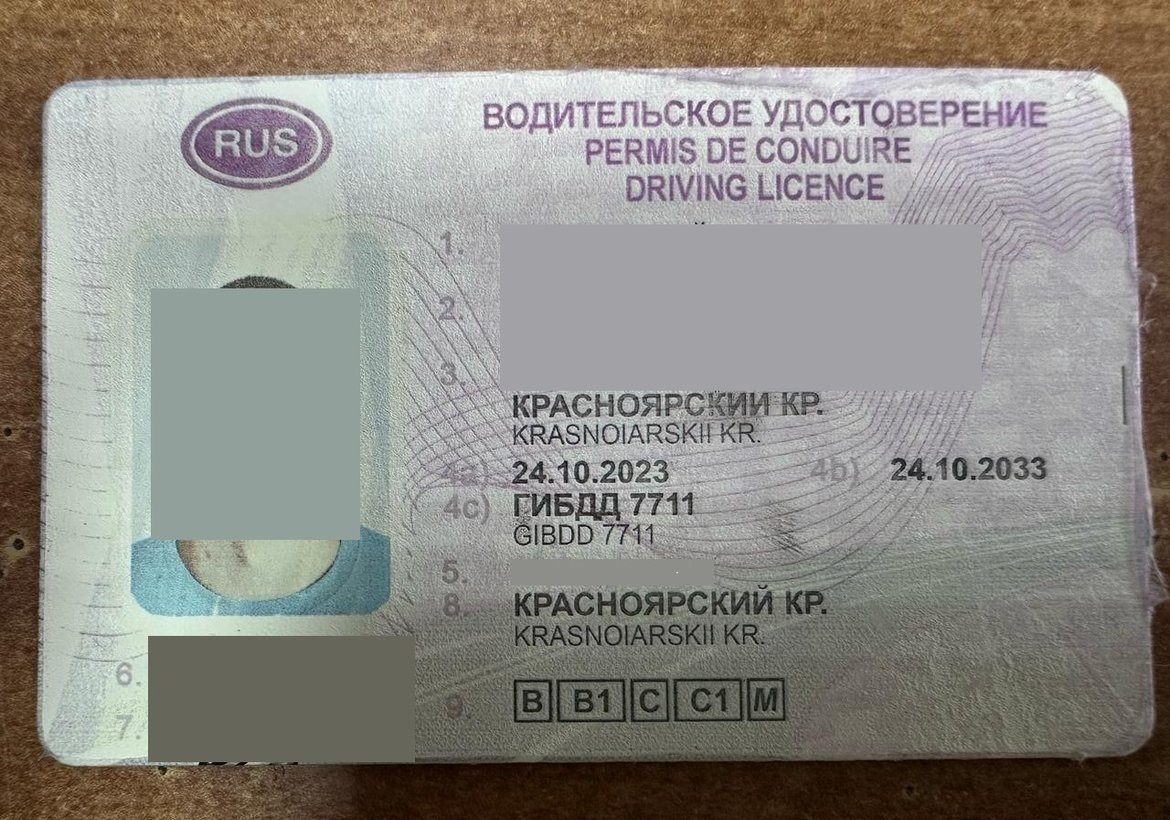 RUS
ВОДИТЕЛЬСКОЕ УДОСТОВЕРЕНИЕ
PERMIS DE CONDUIRE
DRIVING LICENCE
1.
2.
3.
КРАСНОЯРСКИЙ КР.
KRASNOIARSKII KR.
4a) 24.10.2023 4b) 24.10.2033
4c) ГИБДД 7711
GIBDD 7711
5.
8. КРАСНОЯРСКИЙ КР.
KRASNOIARSKII KR.
6.
7.
9. B B1 C C1 M